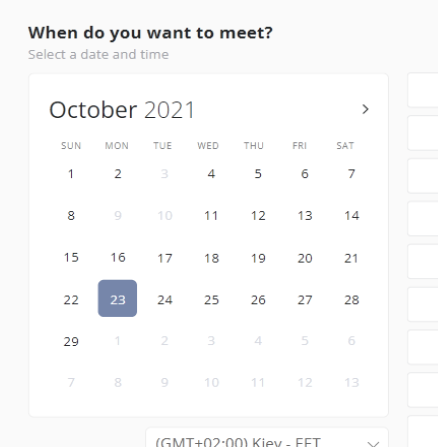 When do you want to meet?
Select a date and time
October 2021
SUN MON TUE WED THU FRI SAT
1 2 3 4 5 6 7
8 9 10 11 12 13 14
15 16 17 18 19 20 21
22 23 24 25 26 27 28
29 1 2 3 4 5 6
7 8 9 10 11 12 13
(GMT+02:00) Kiev - EET